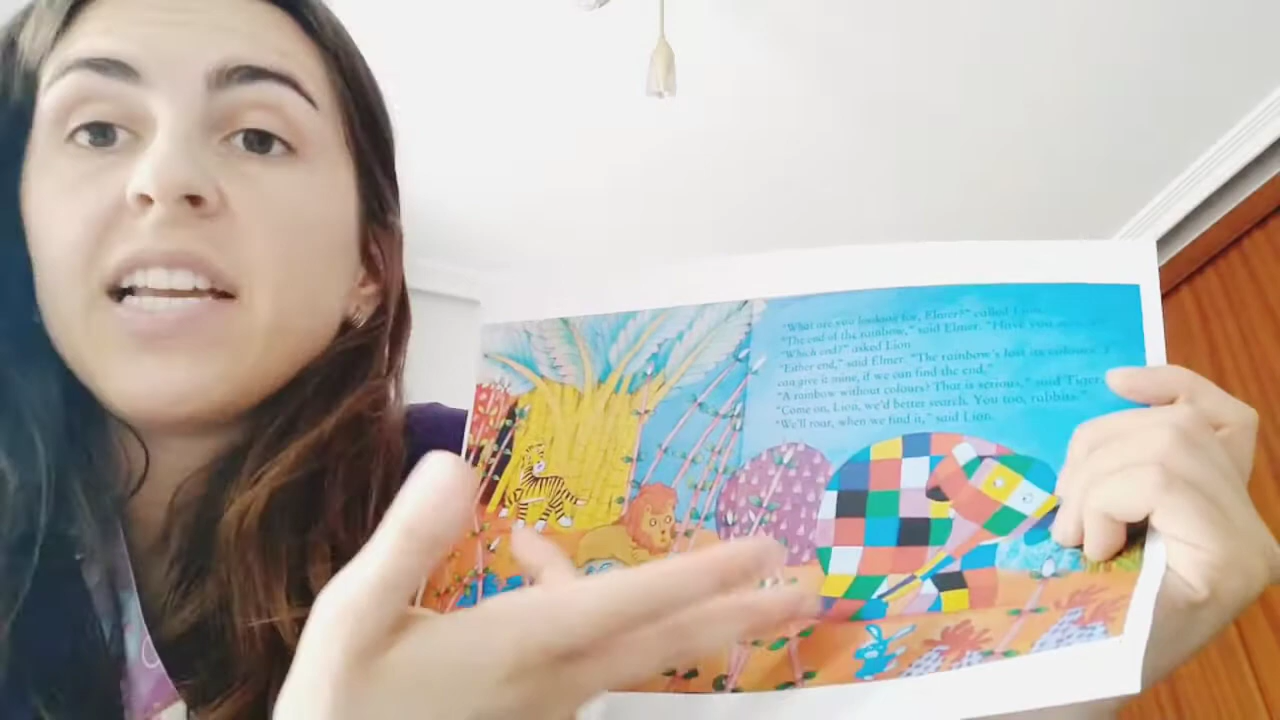 "What are you looking for, Elmer?" called Lion.
"The end of the rainbow," said Elmer. "Have you
"Which end?" asked Lion
"Either end," said Elmer. "The rainbow's lost its colours. I
can give it mine, if we can find the end."
"A rainbow without colours? That is serious," said Tiger.
"Come on, Lion, we'd better search. You too, rabbits."
"We'll roar, when we find it," said Lion.